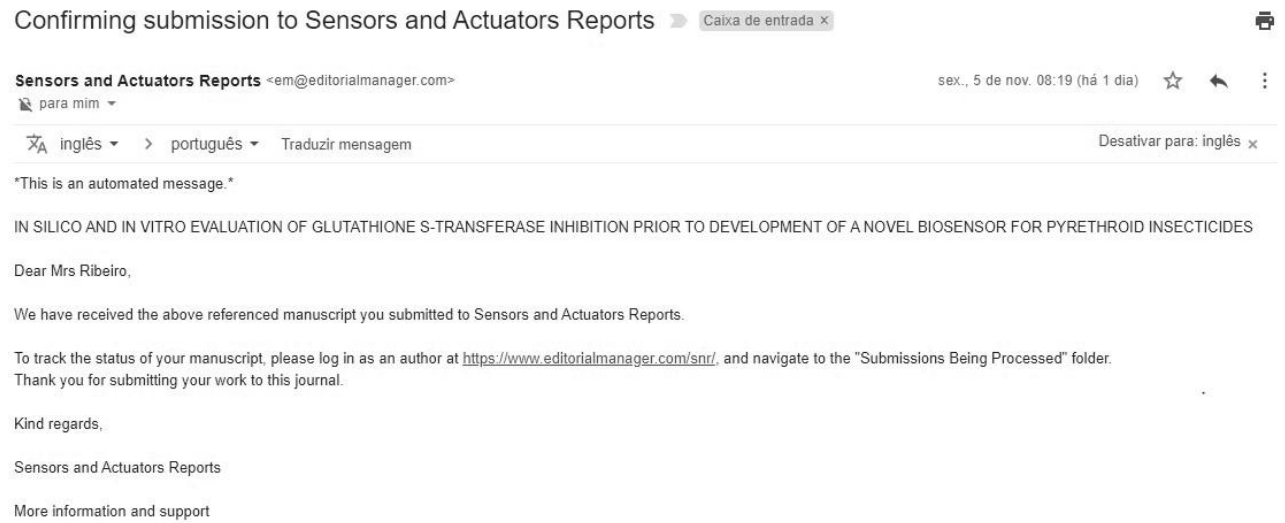 Confirming submission to Sensors and Actuators Reports Caixa de entrada ×
Sensors and Actuators Reports <em@editorialmanager.com> sex., 5 de nov. 08:19 (há 1 dia)
para mim
inglês > português Traduzir mensagem Desativar para: inglês ×
*This is an automated message.*
IN SILICO AND IN VITRO EVALUATION OF GLUTATHIONE S-TRANSFERASE INHIBITION PRIOR TO DEVELOPMENT OF A NOVEL BIOSENSOR FOR PYRETHROID INSECTICIDES
Dear Mrs Ribeiro,
We have received the above referenced manuscript you submitted to Sensors and Actuators Reports.
To track the status of your manuscript, please log in as an author at https://www.editorialmanager.com/snr/, and navigate to the "Submissions Being Processed" folder.
Thank you for submitting your work to this journal.
Kind regards,
Sensors and Actuators Reports
More information and support